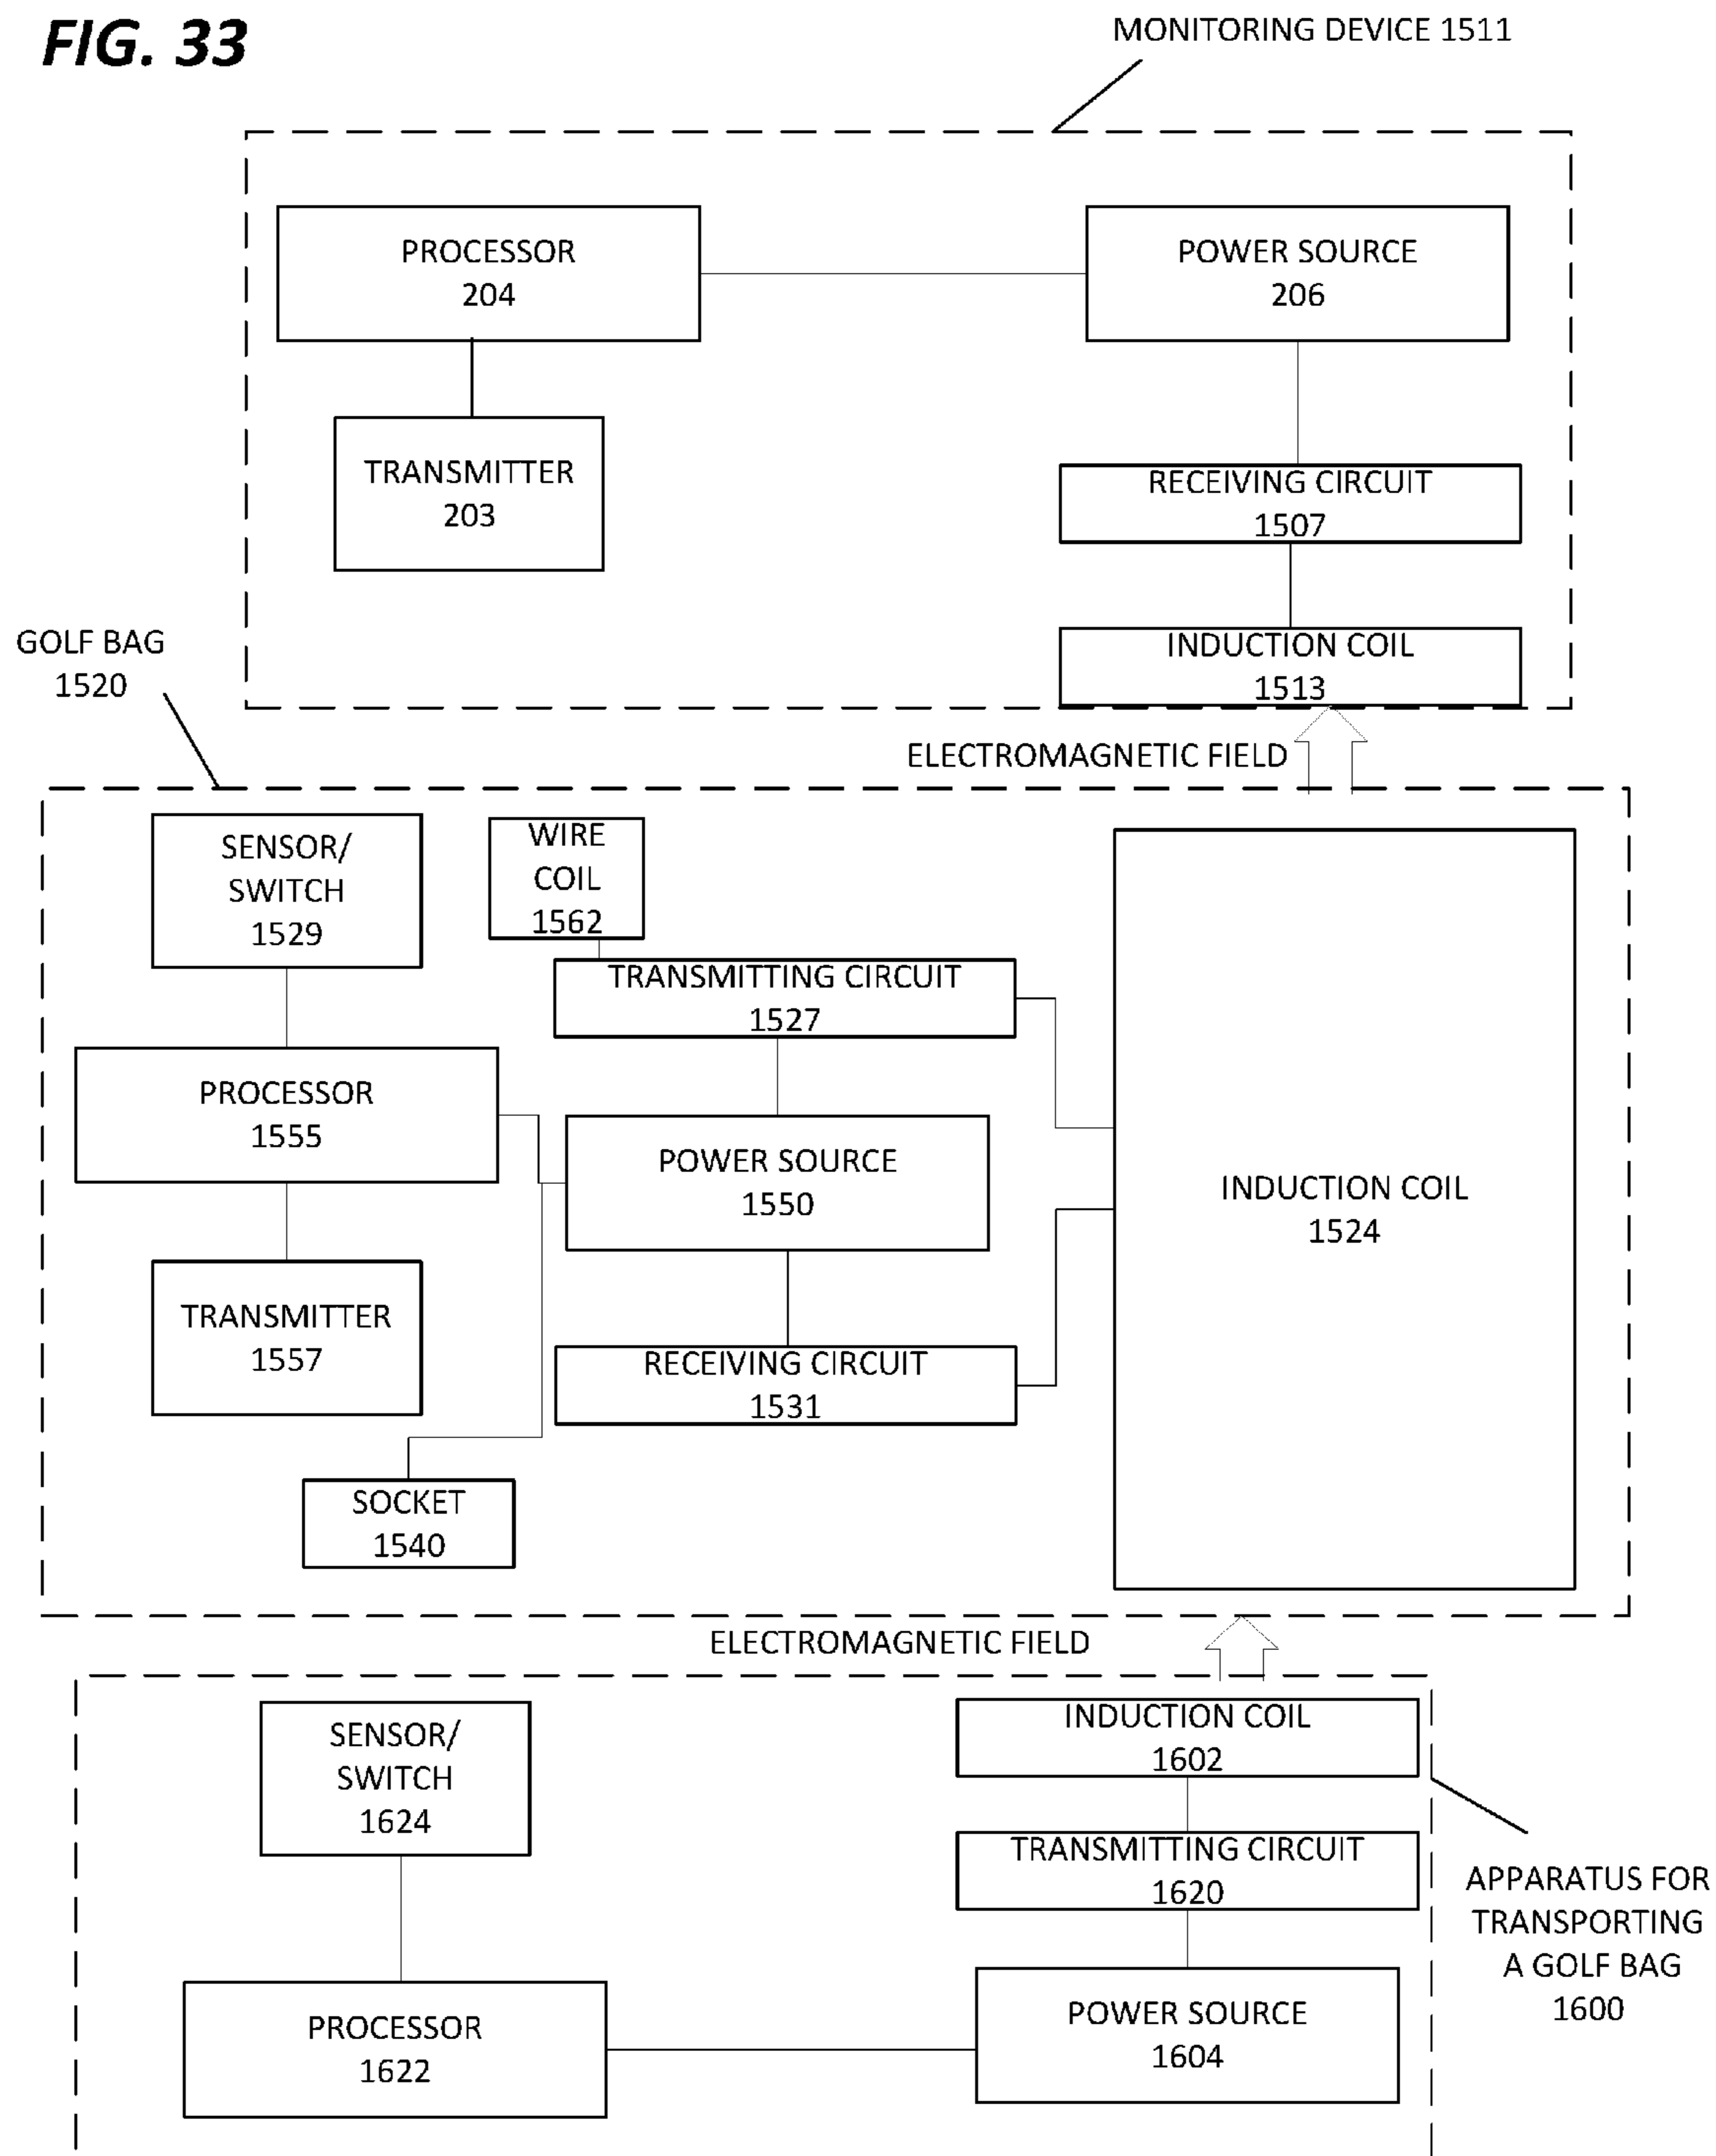 FIG. 33
MONITORING DEVICE 1511
PROCESSOR
204
POWER SOURCE
206
TRANSMITTER
203
RECEIVING CIRCUIT
1507
INDUCTION COIL
1513
GOLF BAG
1520
ELECTROMAGNETIC FIELD
SENSOR/
SWITCH
1529
WIRE
COIL
1562
TRANSMITTING CIRCUIT
1527
PROCESSOR
1555
POWER SOURCE
1550
INDUCTION COIL
1524
TRANSMITTER
1557
RECEIVING CIRCUIT
1531
SOCKET
1540
ELECTROMAGNETIC FIELD
SENSOR/
SWITCH
1624
INDUCTION COIL
1602
TRANSMITTING CIRCUIT
1620
APPARATUS FOR
TRANSPORTING
A GOLF BAG
1600
PROCESSOR
1622
POWER SOURCE
1604